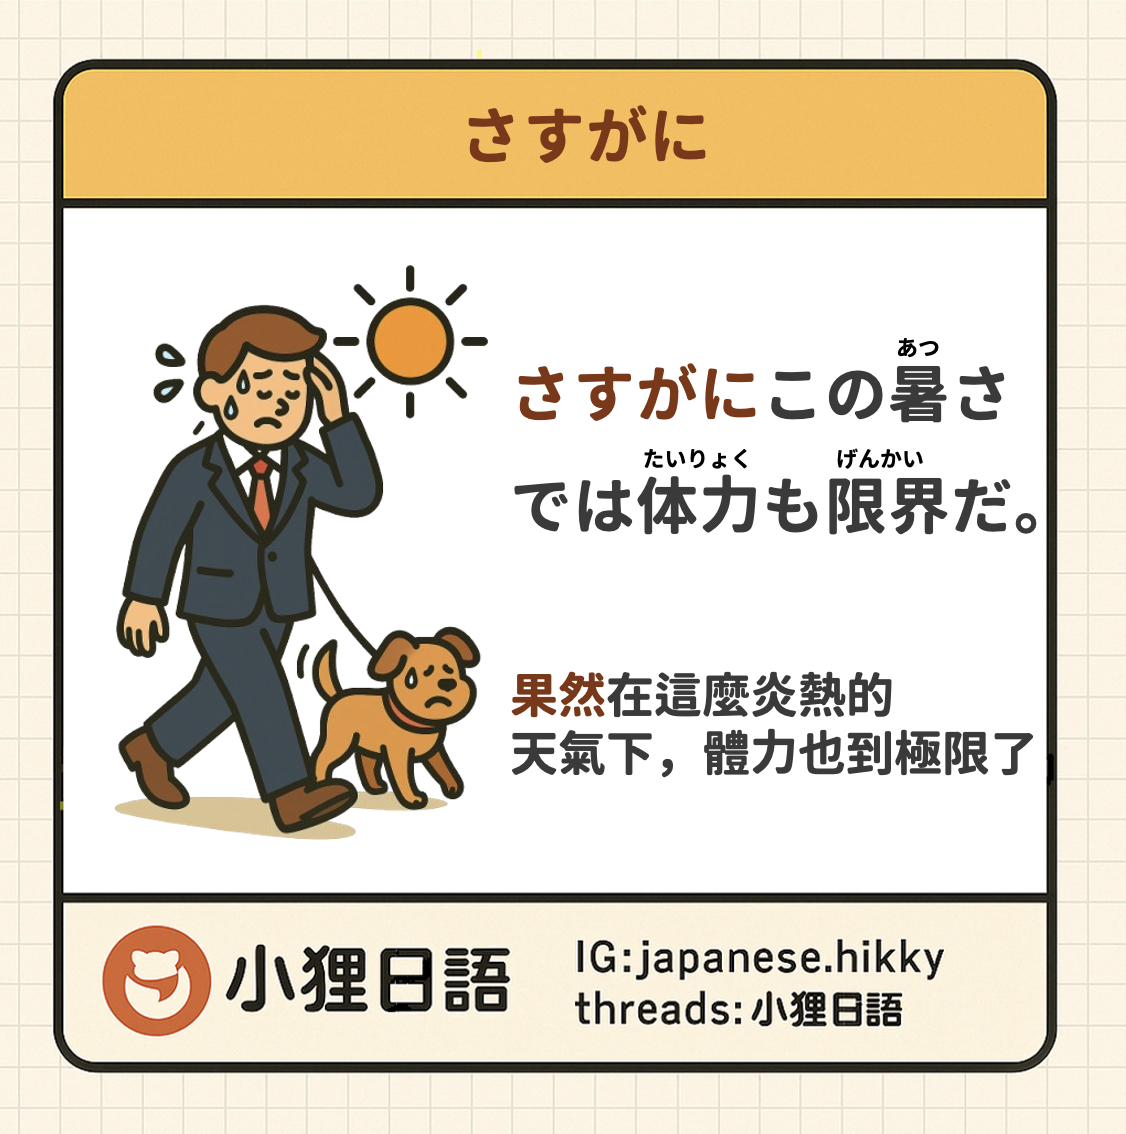 さすがに
あつ
さすがにこの暑さ
たいりょく げんかい
では体力も限界だ。
果然在這麼炎熱的
天氣下，體力也到極限了
小狸日語
IG:japanese.hikky
threads:小狸日語